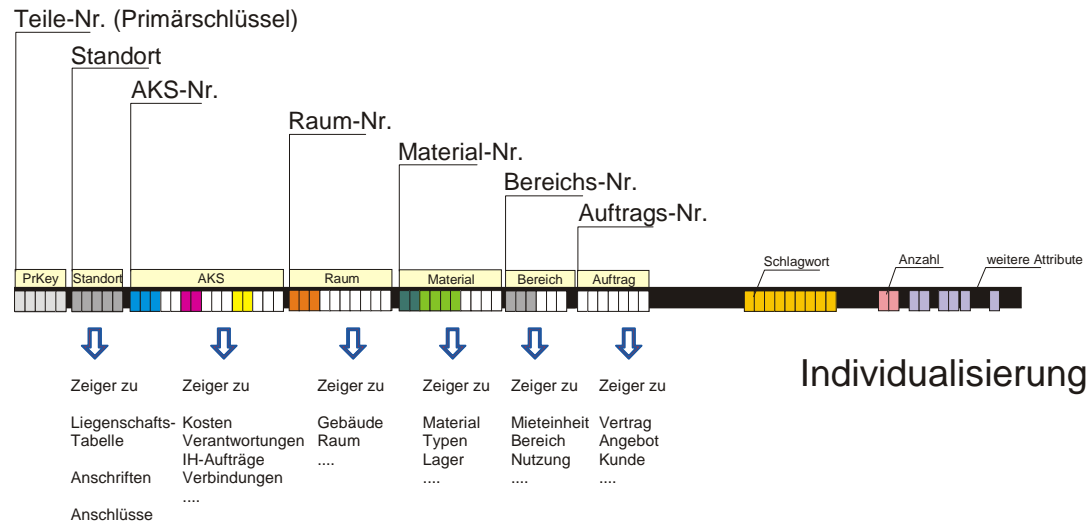 Teile-Nr. (Primärschlüssel)
Standort
AKS-Nr.
Raum-Nr.
Material-Nr.
Bereichs-Nr.
Auftrags-Nr.
PrKey
Standort
AKS
Raum
Material
Bereich
Auftrag
Schlagwort
Anzahl
weitere Attribute
Individualisierung
Zeiger zu
Liegenschafts-
Tabelle
Anschriften
Anschlüsse
Zeiger zu
Kosten
Verantwortungen
IH-Aufträge
Verbindungen
....
Zeiger zu
Gebäude
Raum
....
Zeiger zu
Material
Typen
Lager
....
Zeiger zu
Mieteinheit
Bereich
Nutzung
....
Zeiger zu
Vertrag
Angebot
Kunde
....